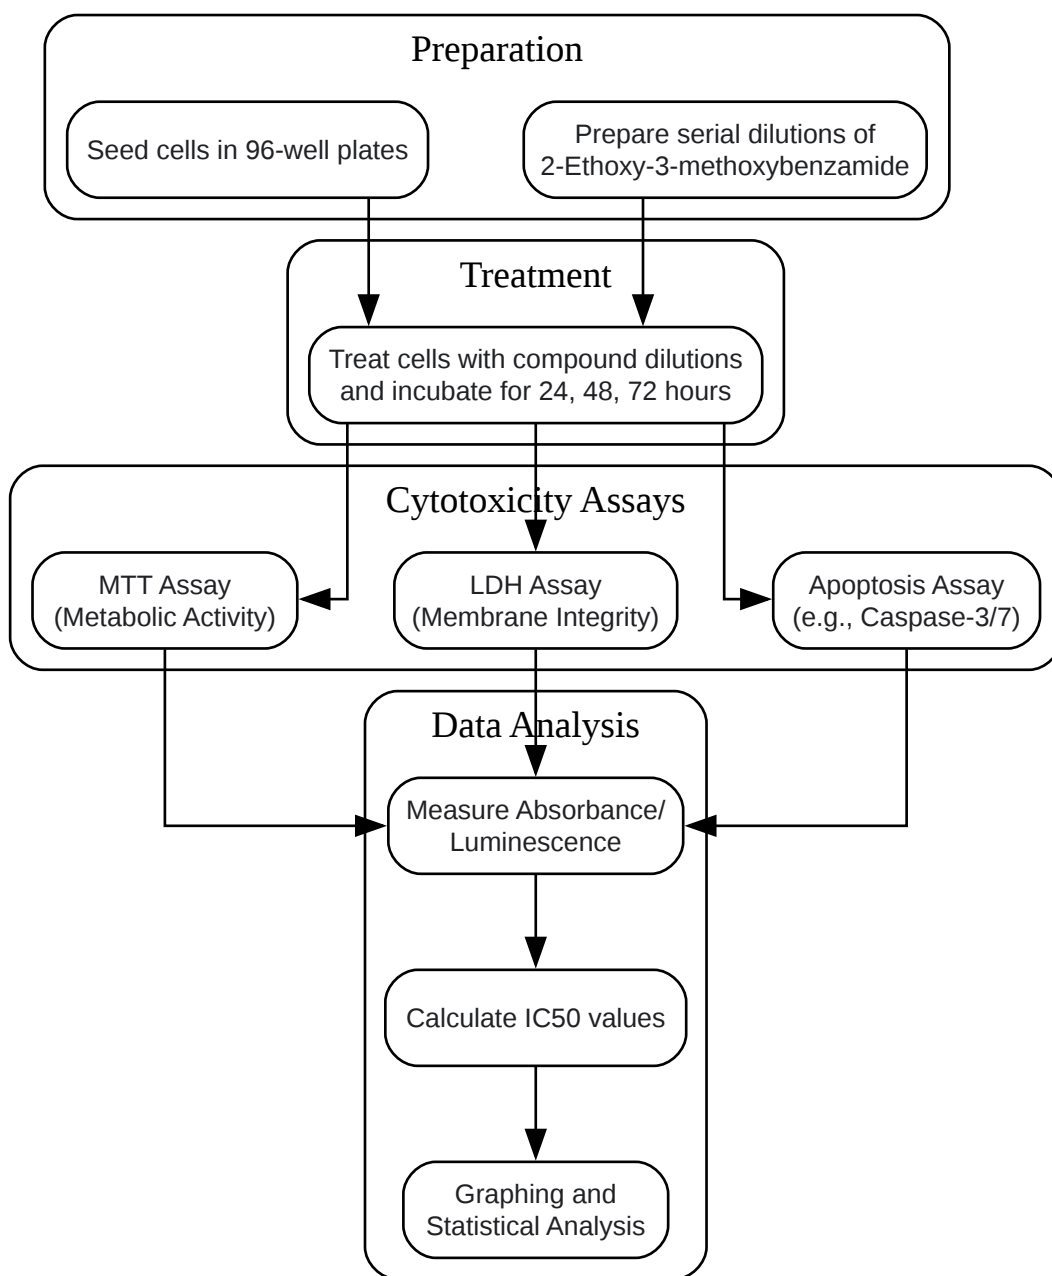 Preparation
Seed cells in 96-well plates
Prepare serial dilutions of
2-Ethoxy-3-methoxybenzamide
Treatment
Treat cells with compound dilutions
and incubate for 24, 48, 72 hours
Cytotoxicity Assays
MTT Assay
(Metabolic Activity)
LDH Assay
(Membrane Integrity)
Apoptosis Assay
(e.g., Caspase-3/7)
Data Analysis
Measure Absorbance/
Luminescence
Calculate IC50 values
Graphing and
Statistical Analysis